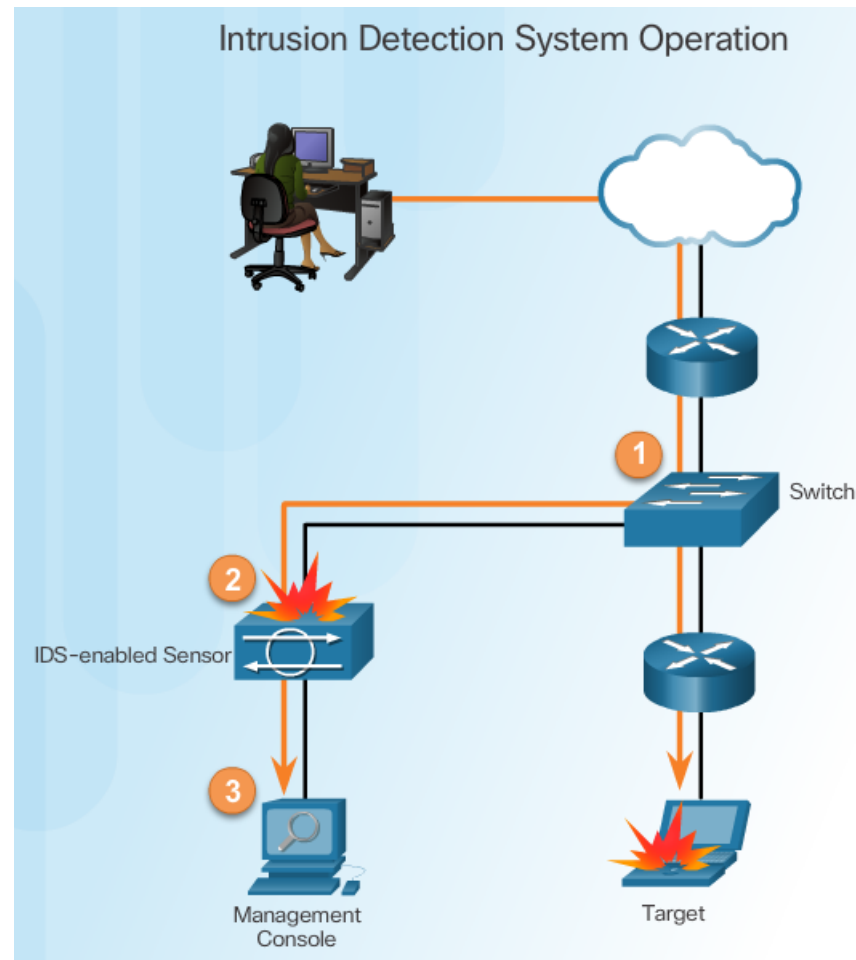 Intrusion Detection System Operation
1
Switch
2
IDS-enabled Sensor
3
Management
Console
Target